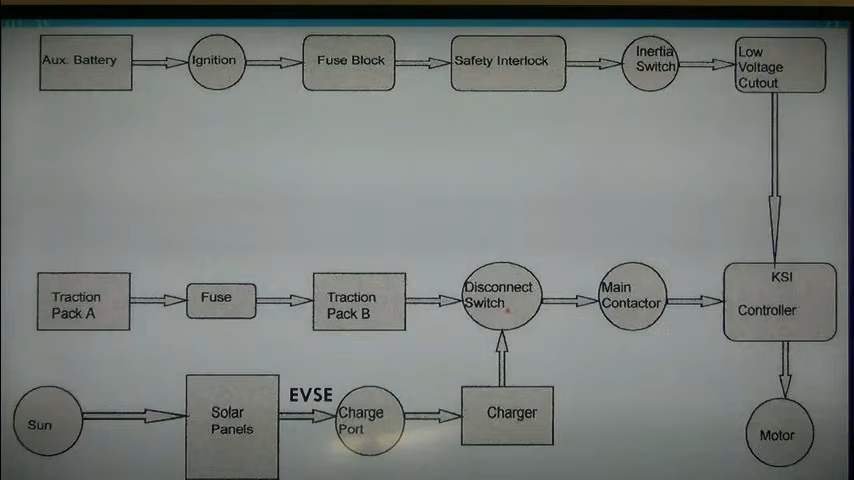 Aux. Battery
Ignition
Fuse Block
Safety Interlock
Inertia
Switch
Low
Voltage
Cutout
Traction
Pack A
Fuse
Traction
Pack B
Disconnect
Switch
Main
Contactor
KSI
Controller
Sun
Solar
Panels
EVSE
Charge
Port
Charger
Motor